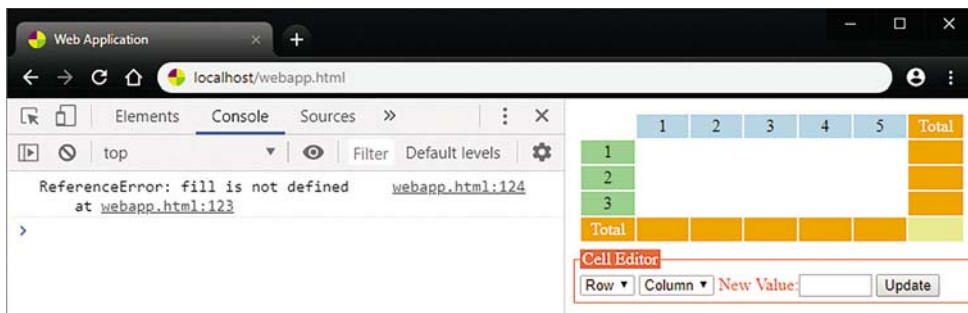 Web Application
localhost/webapp.html
Elements Console Sources »
top Filter Default levels
ReferenceError: fill is not defined webapp.html:124
at webapp.html:123
>
1 2 3 4 5 Total
1
2
3
Total
Cell Editor
Row Column New Value: Update